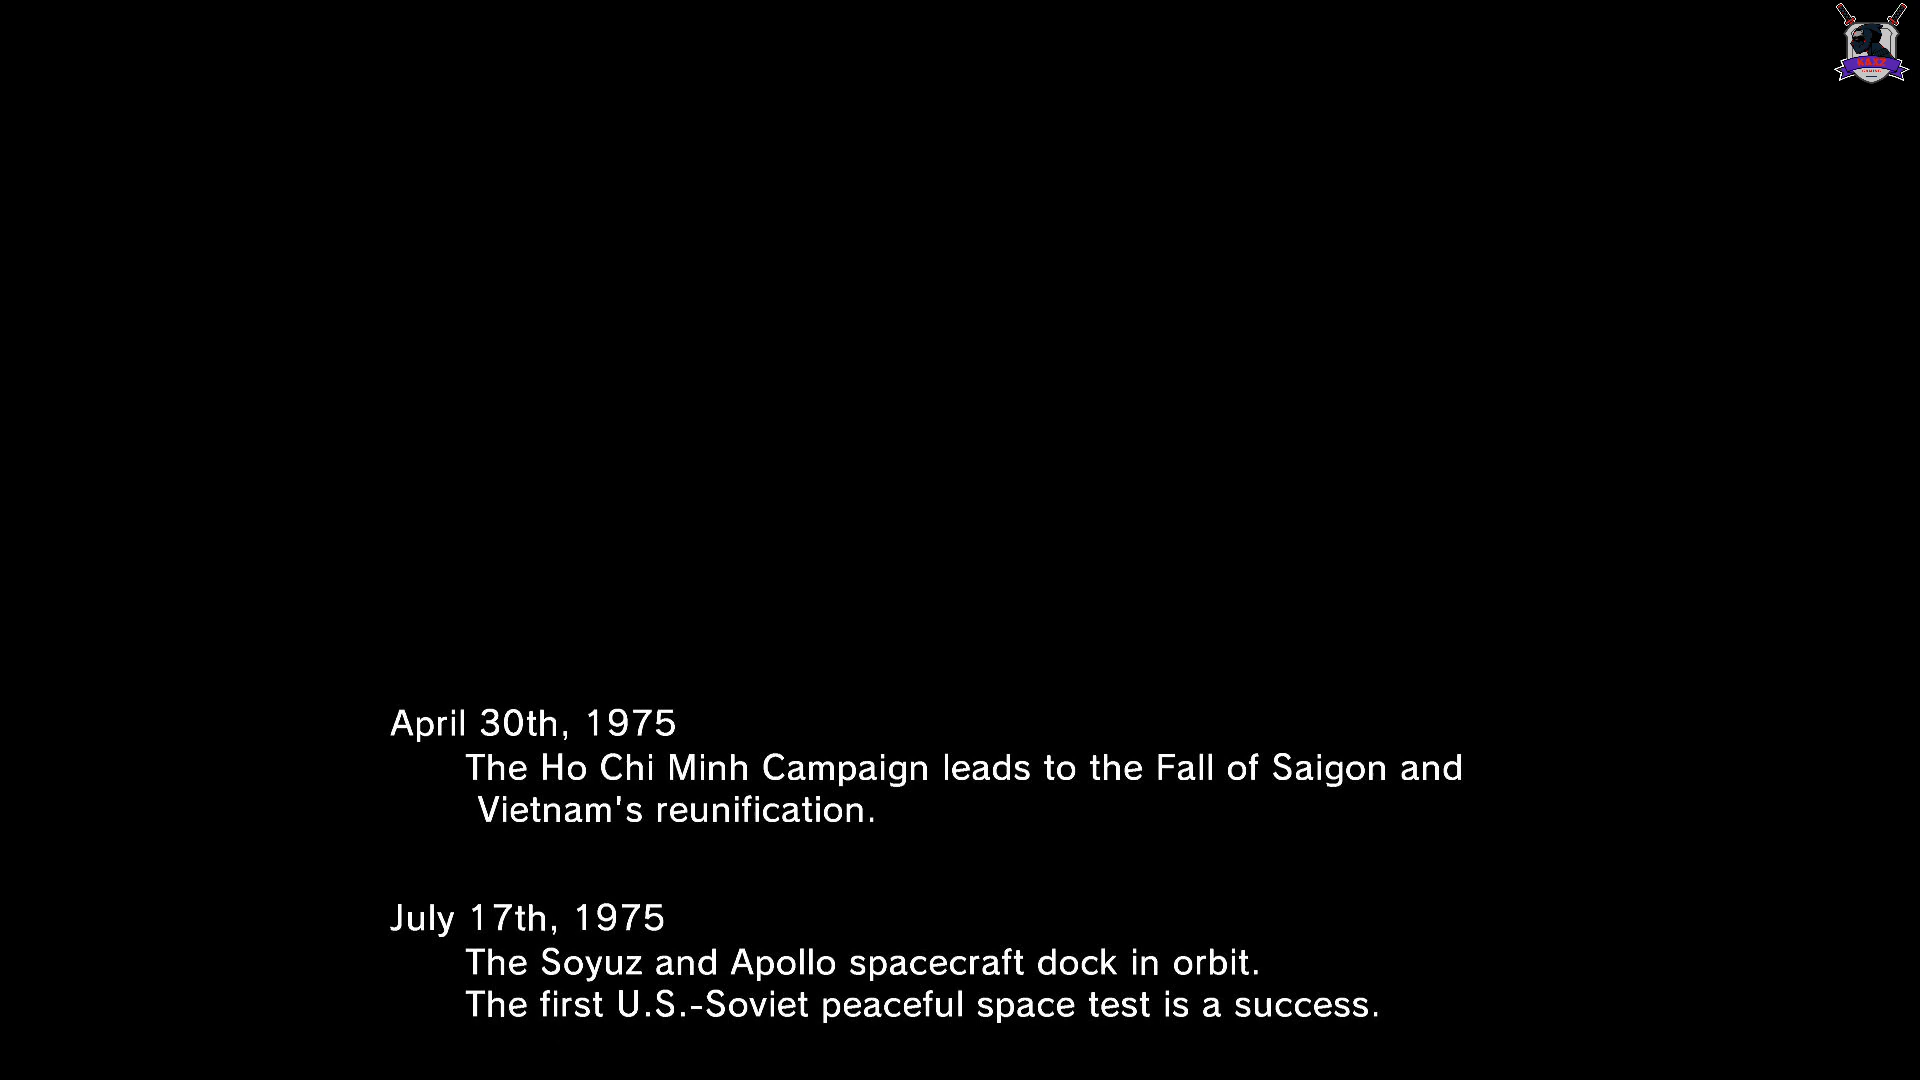 April 30th, 1975
The Ho Chi Minh Campaign leads to the Fall of Saigon and
Vietnam's reunification.
July 17th, 1975
The Soyuz and Apollo spacecraft dock in orbit.
The first U.S.-Soviet peaceful space test is a success.